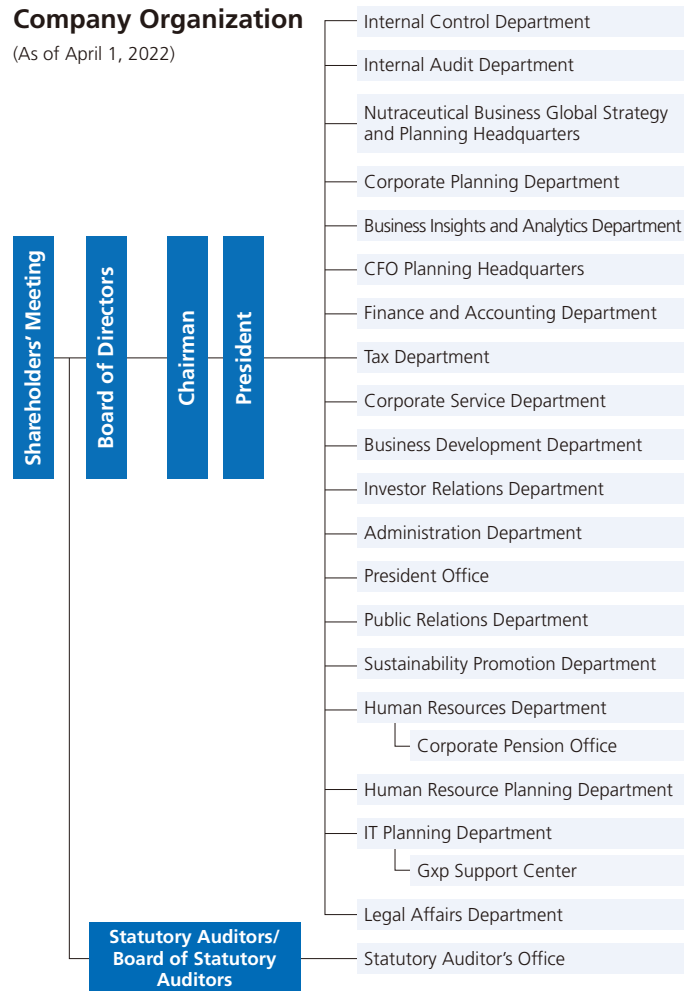 Company Organization
(As of April 1, 2022)
Shareholders’ Meeting
Board of Directors
Chairman
President
Internal Control Department
Internal Audit Department
Nutraceutical Business Global Strategy
and Planning Headquarters
Corporate Planning Department
Business Insights and Analytics Department
CFO Planning Headquarters
Finance and Accounting Department
Tax Department
Corporate Service Department
Business Development Department
Investor Relations Department
Administration Department
President Office
Public Relations Department
Sustainability Promotion Department
Human Resources Department
Corporate Pension Office
Human Resource Planning Department
IT Planning Department
Gxp Support Center
Legal Affairs Department
Statutory Auditors/
Board of Statutory
Auditors
Statutory Auditor’s Office